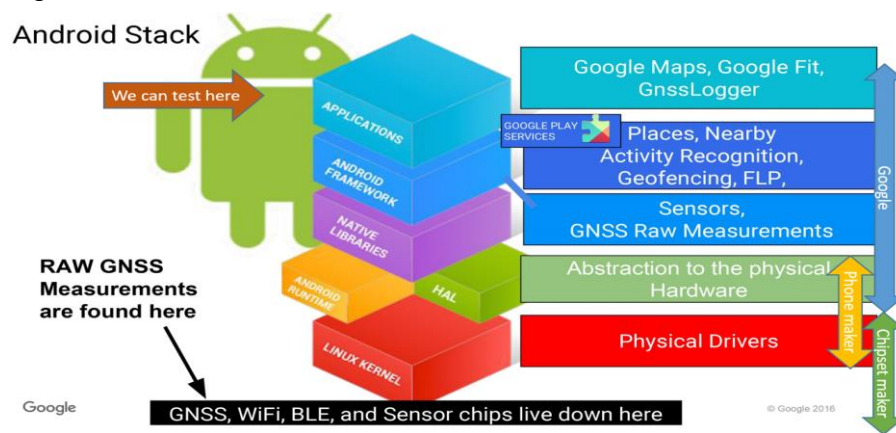 Android Stack
We can test here
APPLICATIONS
ANDROID
FRAMEWORK
NATIVE
LIBRARIES
ANDROID
RUNTIME
HAL
LINUX KERNEL
Google Maps, Google Fit,
GnssLogger
GOOGLE PLAY
SERVICES
Places, Nearby
Activity Recognition,
Geofencing, FLP,
Sensors,
GNSS Raw Measurements
Abstraction to the physical
Hardware
Physical Drivers
Google
Phone maker
Chipset maker
RAW GNSS
Measurements
are found here
GNSS, WiFi, BLE, and Sensor chips live down here
Google
© Google 2016